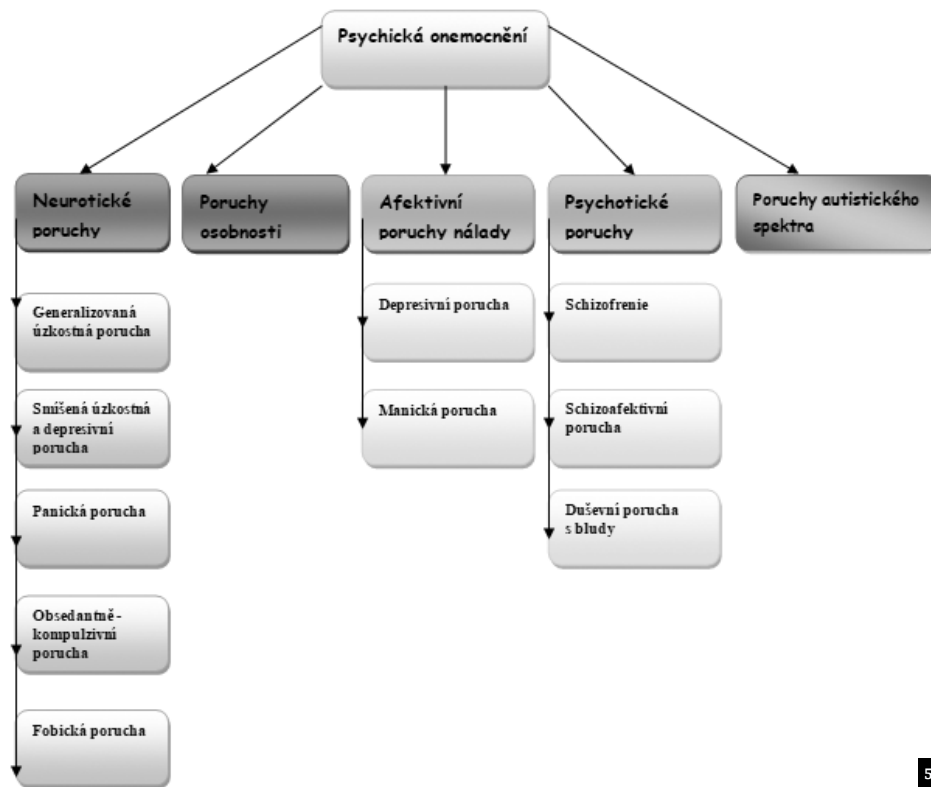 Psychická onemocnění
Neurotické
poruchy
Poruchy
osobnosti
Afektivní
poruchy nálady
Psychotické
poruchy
Poruchy autistického
spektra
Generalizovaná
úzkostná porucha
Smíšená úzkostná
a depresivní
porucha
Panická porucha
Obsedantně-
kompulzivní
porucha
Fobická porucha
Depresivní porucha
Manická porucha
Schizofrenie
Schizoafektivní
porucha
Duševní porucha
s bludy
5